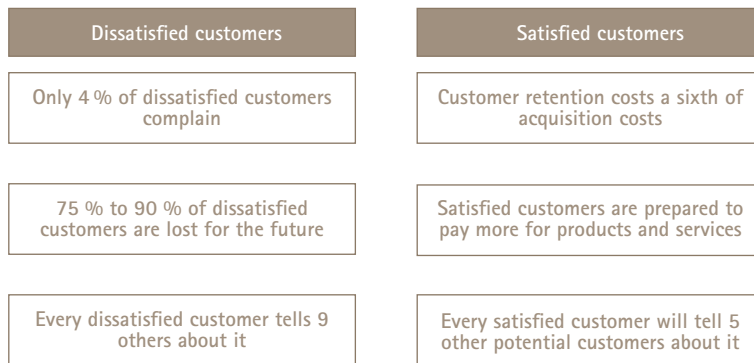 Dissatisfied customers
Only 4 % of dissatisfied customers
complain
75 % to 90 % of dissatisfied
customers are lost for the future
Every dissatisfied customer tells 9
others about it
Satisfied customers
Customer retention costs a sixth of
acquisition costs
Satisfied customers are prepared to
pay more for products and services
Every satisfied customer will tell 5
other potential customers about it